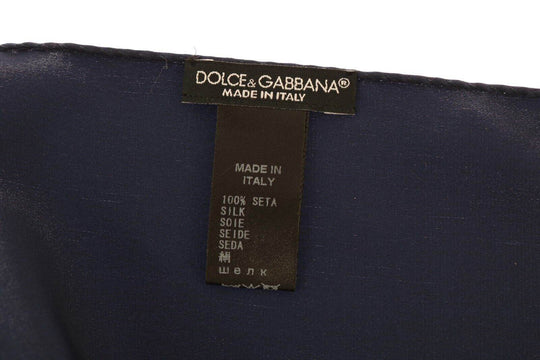 DOLCE&GABBANA®
MADE IN ITALY
MADE IN
ITALY
100% SETA
SILK
SOIE
SEIDE
SEDA
絹
шелк